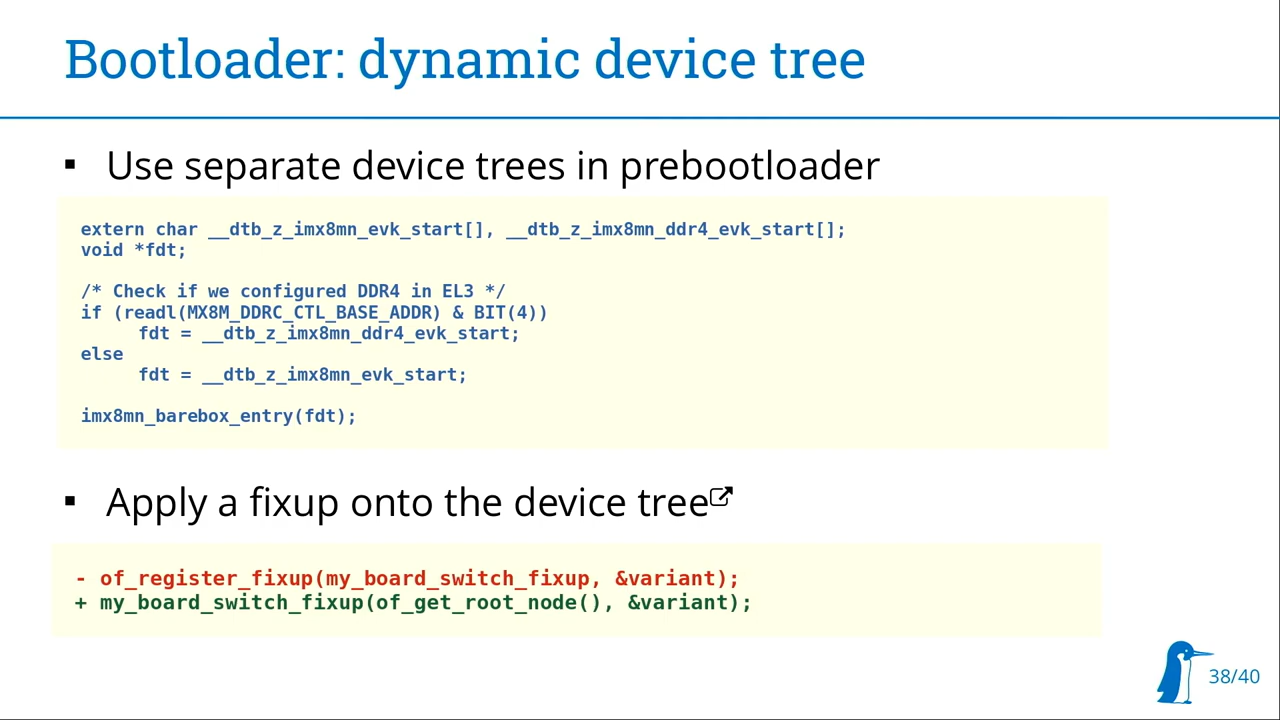 Bootloader: dynamic device tree
▪ Use separate device trees in prebootloader
extern char __dtb_z_imx8mn_evk_start[], __dtb_z_imx8mn_ddr4_evk_start[];
void *fdt;
/* Check if we configured DDR4 in EL3 */
if (readl(MX8M_DDRC_CTL_BASE_ADDR) & BIT(4))
fdt = __dtb_z_imx8mn_ddr4_evk_start;
else
fdt = __dtb_z_imx8mn_evk_start;
imx8mn_barebox_entry(fdt);
▪ Apply a fixup onto the device tree
- of_register_fixup(my_board_switch_fixup, &variant);
+ my_board_switch_fixup(of_get_root_node(), &variant);
38/40